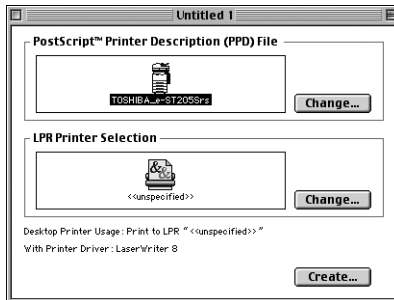 Untitled 1
PostScript™ Printer Description (PPD) File
TOSHIBA_e-ST205Srs
Change...
LPR Printer Selection
<<unspecified>>
Change...
Desktop Printer Usage: Print to LPR "<<unspecified>>"
With Printer Driver: LaserWriter 8
Create...